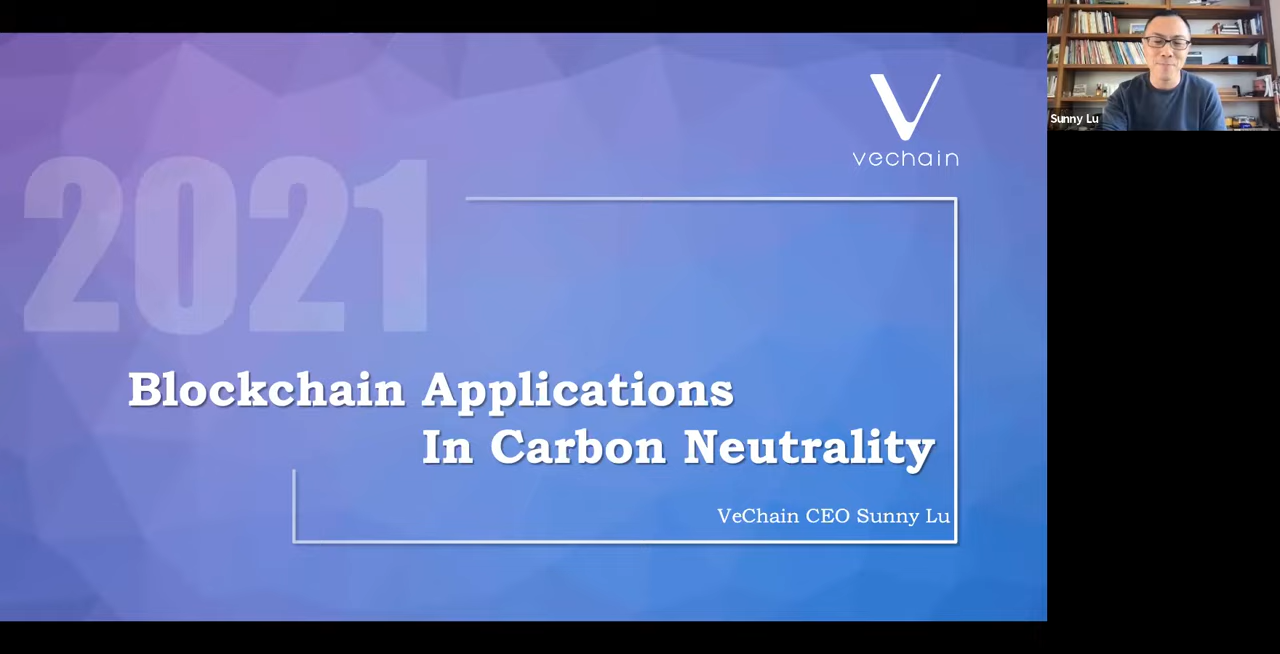 vechain
2021
Blockchain Applications
In Carbon Neutrality
VeChain CEO Sunny Lu
Sunny Lu